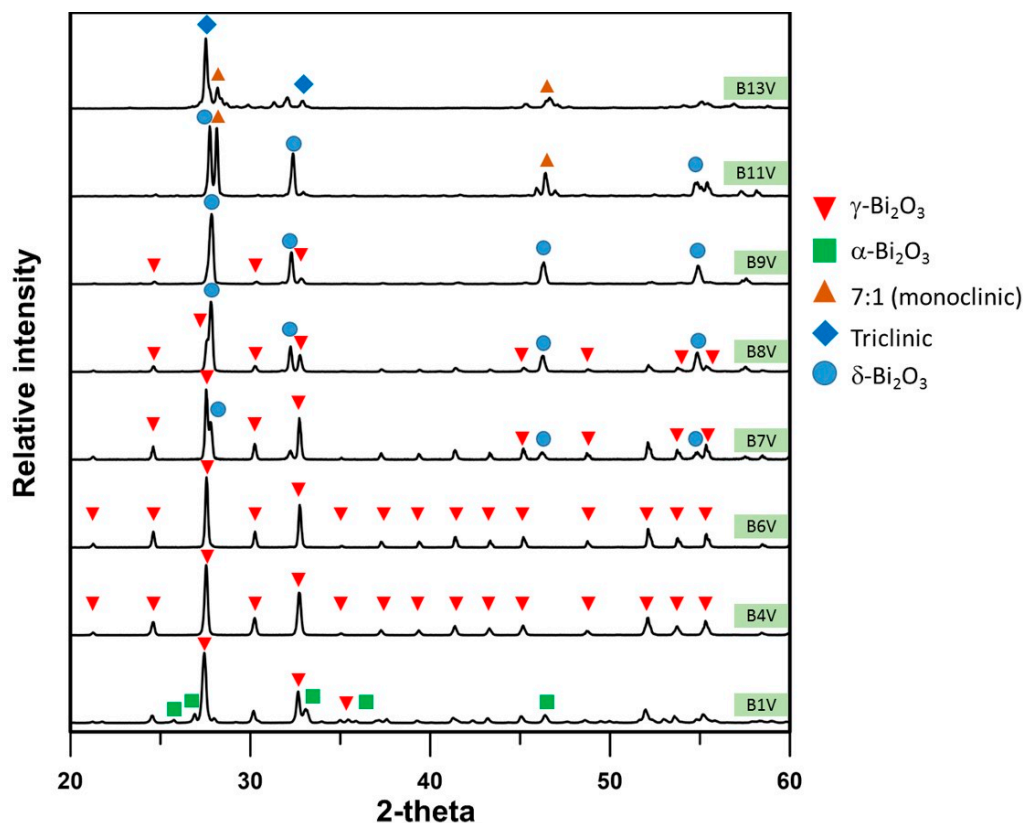 B13V
B11V
B9V
B8V
B7V
B6V
B4V
B1V
Relative intensity
20
30
40
50
60
2-theta
γ-Bi₂O₃
α-Bi₂O₃
7:1 (monoclinic)
Triclinic
δ-Bi₂O₃